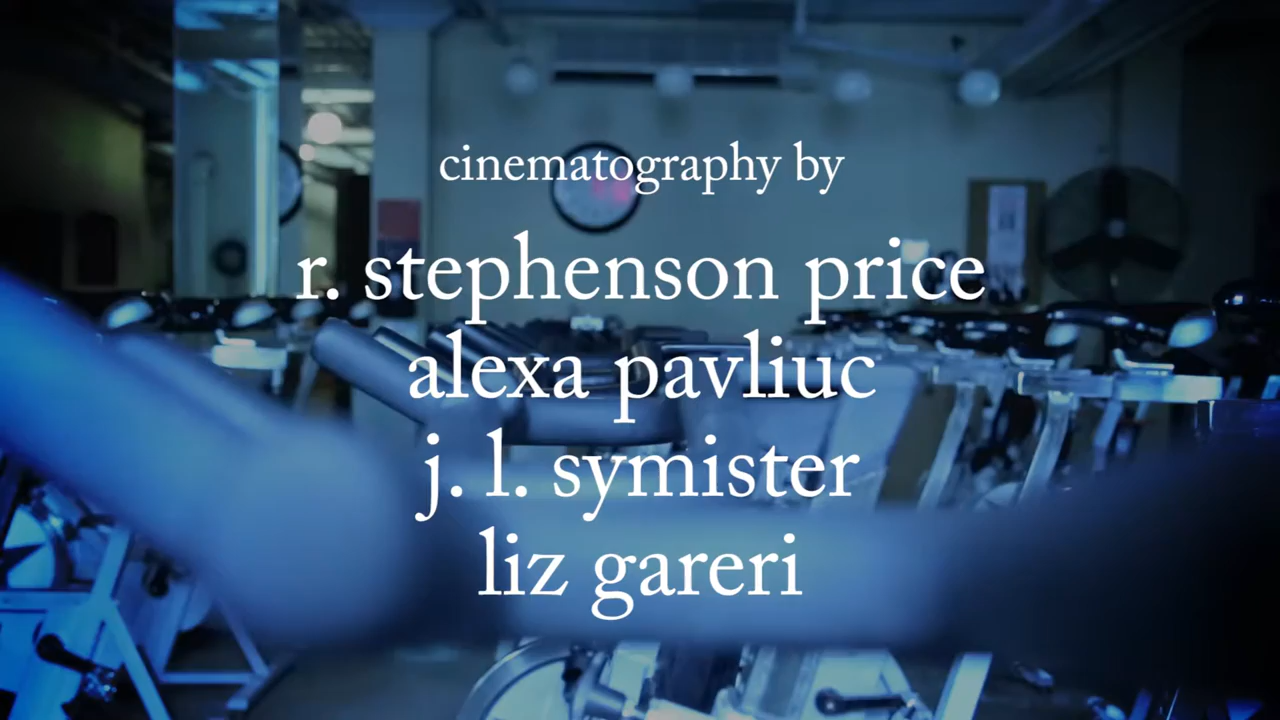 cinematography by
r. stephenson price
alexa pavliuc
j. l. symister
liz gareri